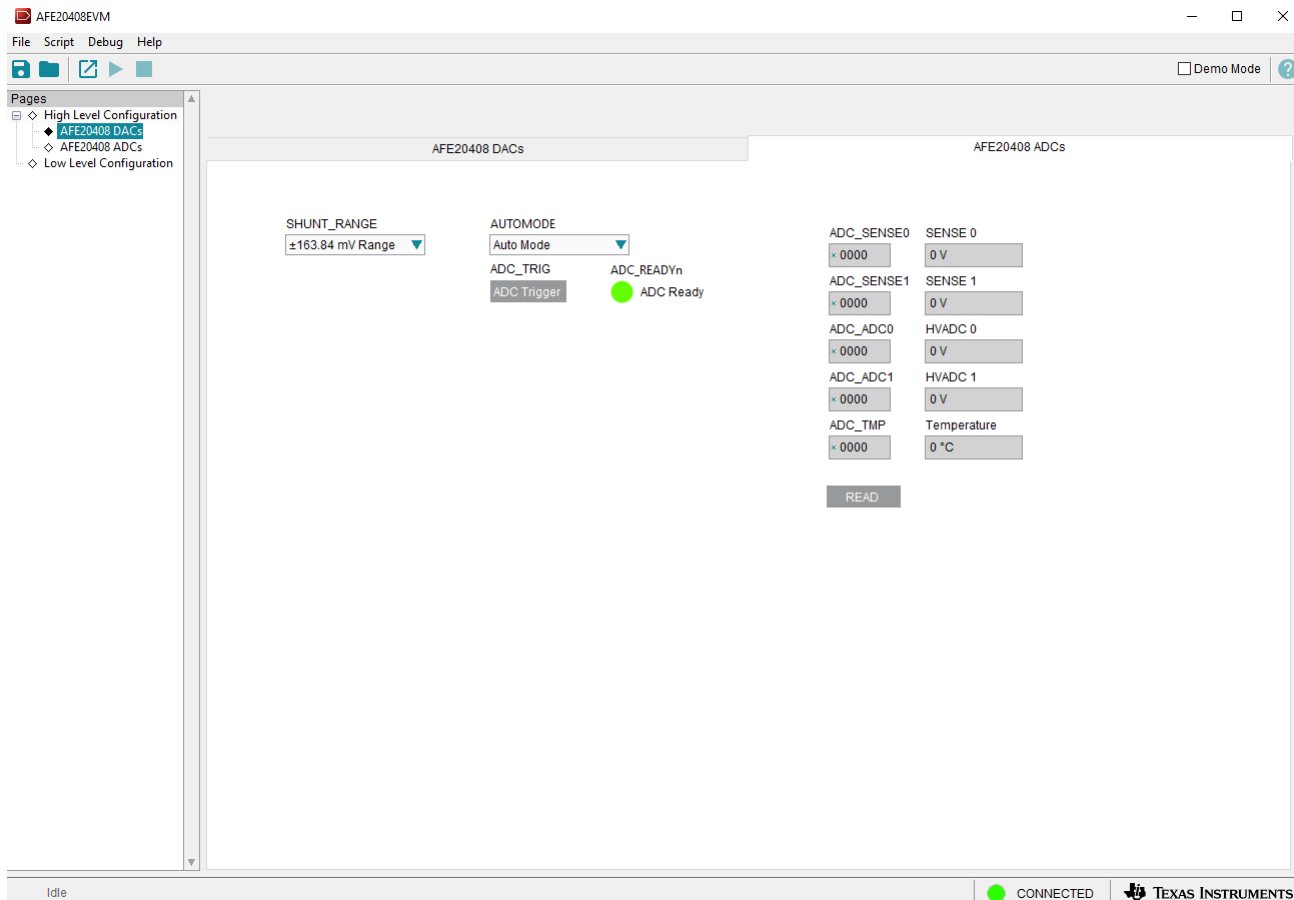 AFE20408EVM
File Script Debug Help
Demo Mode
?
Pages
High Level Configuration
AFE20408 DACs
AFE20408 ADCs
Low Level Configuration
AFE20408 DACs
AFE20408 ADCs
SHUNT_RANGE
±163.84 mV Range
AUTOMODE
Auto Mode
ADC_TRIG
ADC Trigger
ADC_READYn
ADC Ready
ADC_SENSE0 SENSE 0
× 0000 0 V
ADC_SENSE1 SENSE 1
× 0000 0 V
ADC_ADC0 HVADC 0
× 0000 0 V
ADC_ADC1 HVADC 1
× 0000 0 V
ADC_TMP Temperature
× 0000 0 °C
READ
Idle
CONNECTED
TEXAS INSTRUMENTS